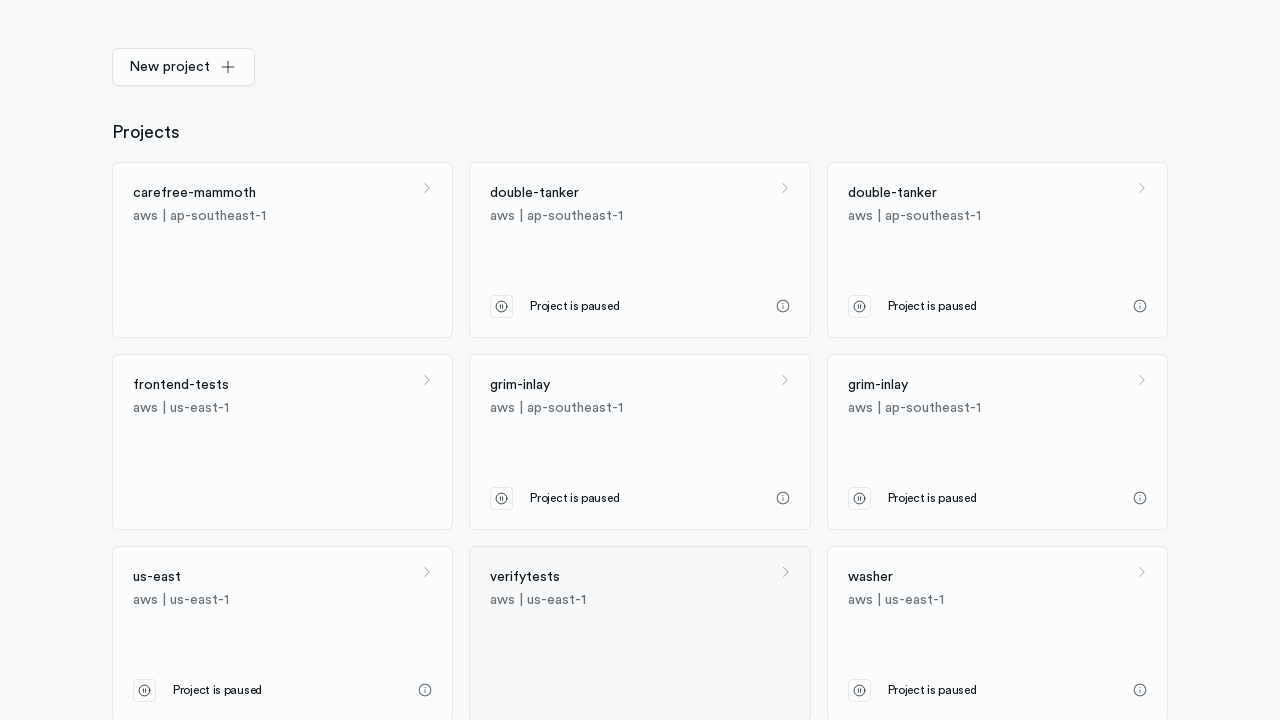 New project
Projects
carefree-mammoth
aws | ap-southeast-1
double-tanker
aws | ap-southeast-1
Project is paused
double-tanker
aws | ap-southeast-1
Project is paused
frontend-tests
aws | us-east-1
grim-inlay
aws | ap-southeast-1
Project is paused
grim-inlay
aws | ap-southeast-1
Project is paused
us-east
aws | us-east-1
Project is paused
verifytests
aws | us-east-1
washer
aws | us-east-1
Project is paused